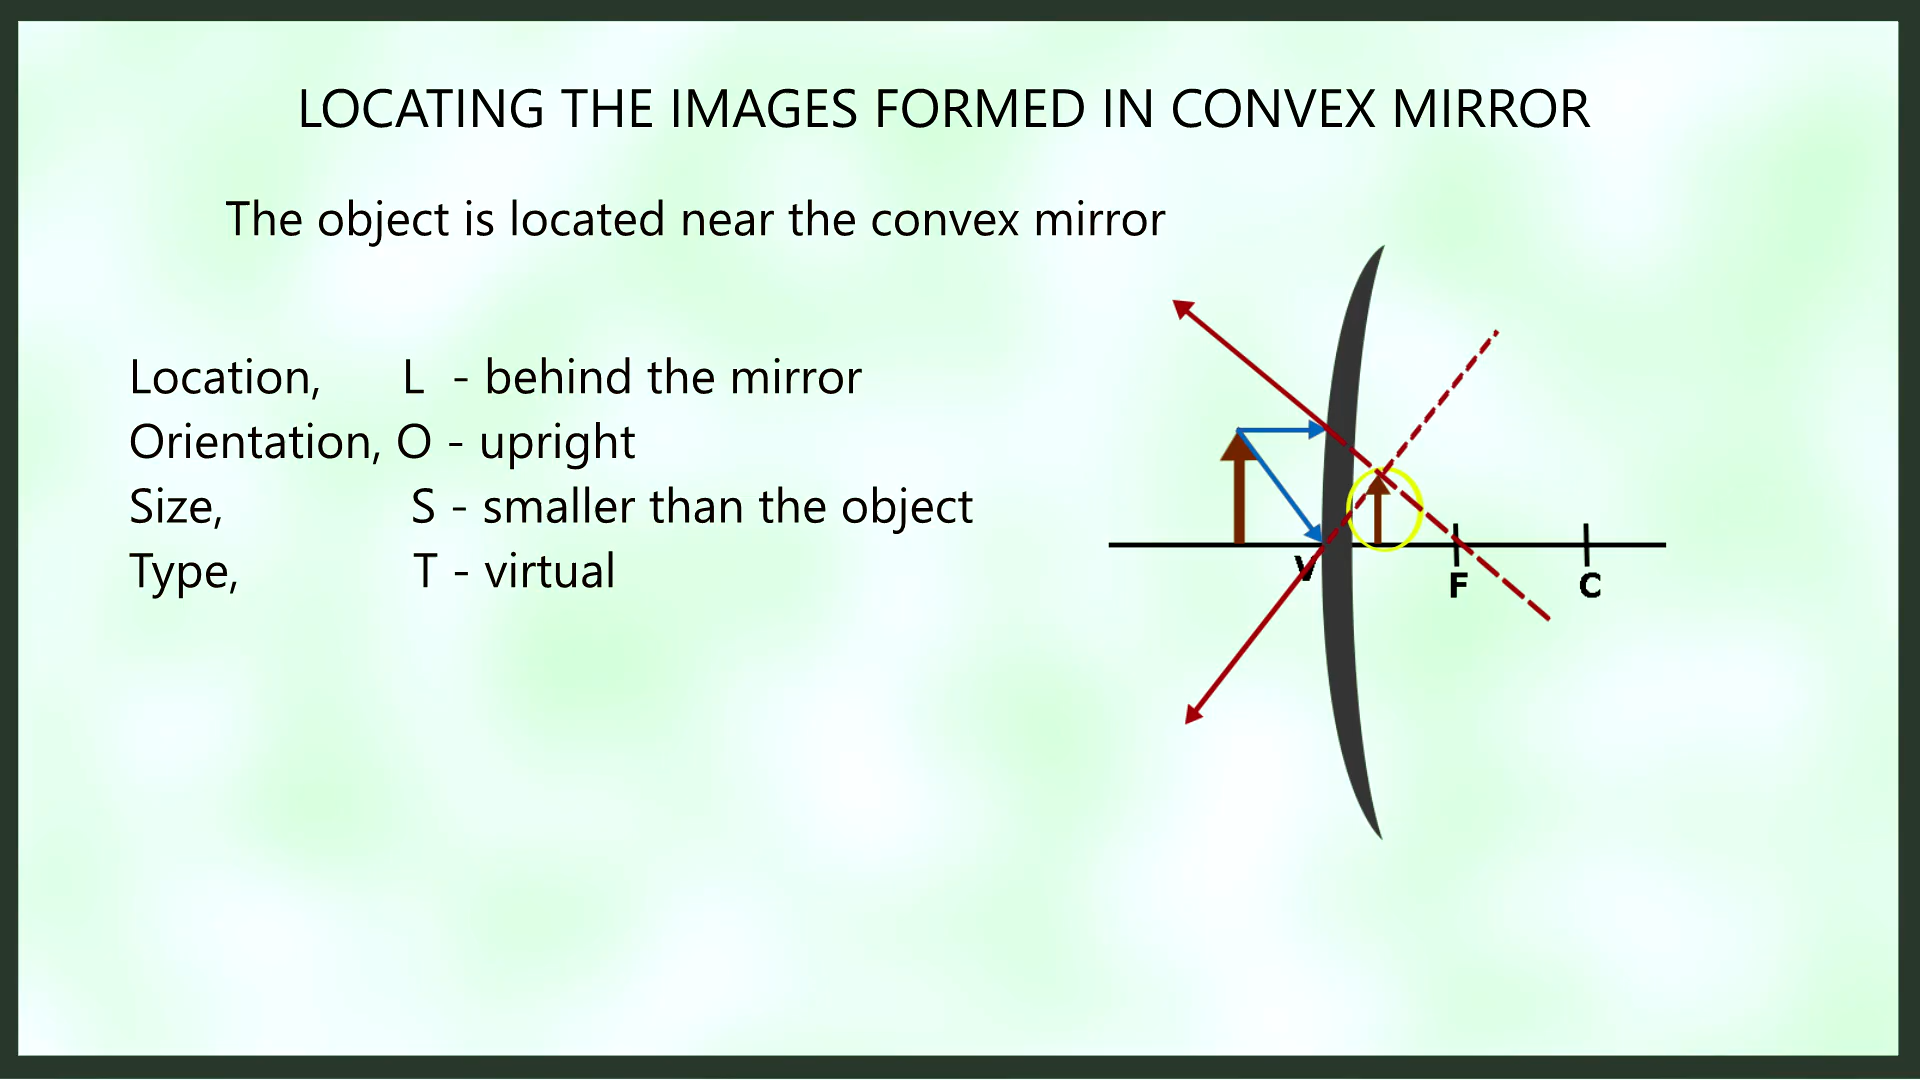 LOCATING THE IMAGES FORMED IN CONVEX MIRROR
The object is located near the convex mirror
Location, L - behind the mirror
Orientation, O - upright
Size, S - smaller than the object
Type, T - virtual
V
F
C